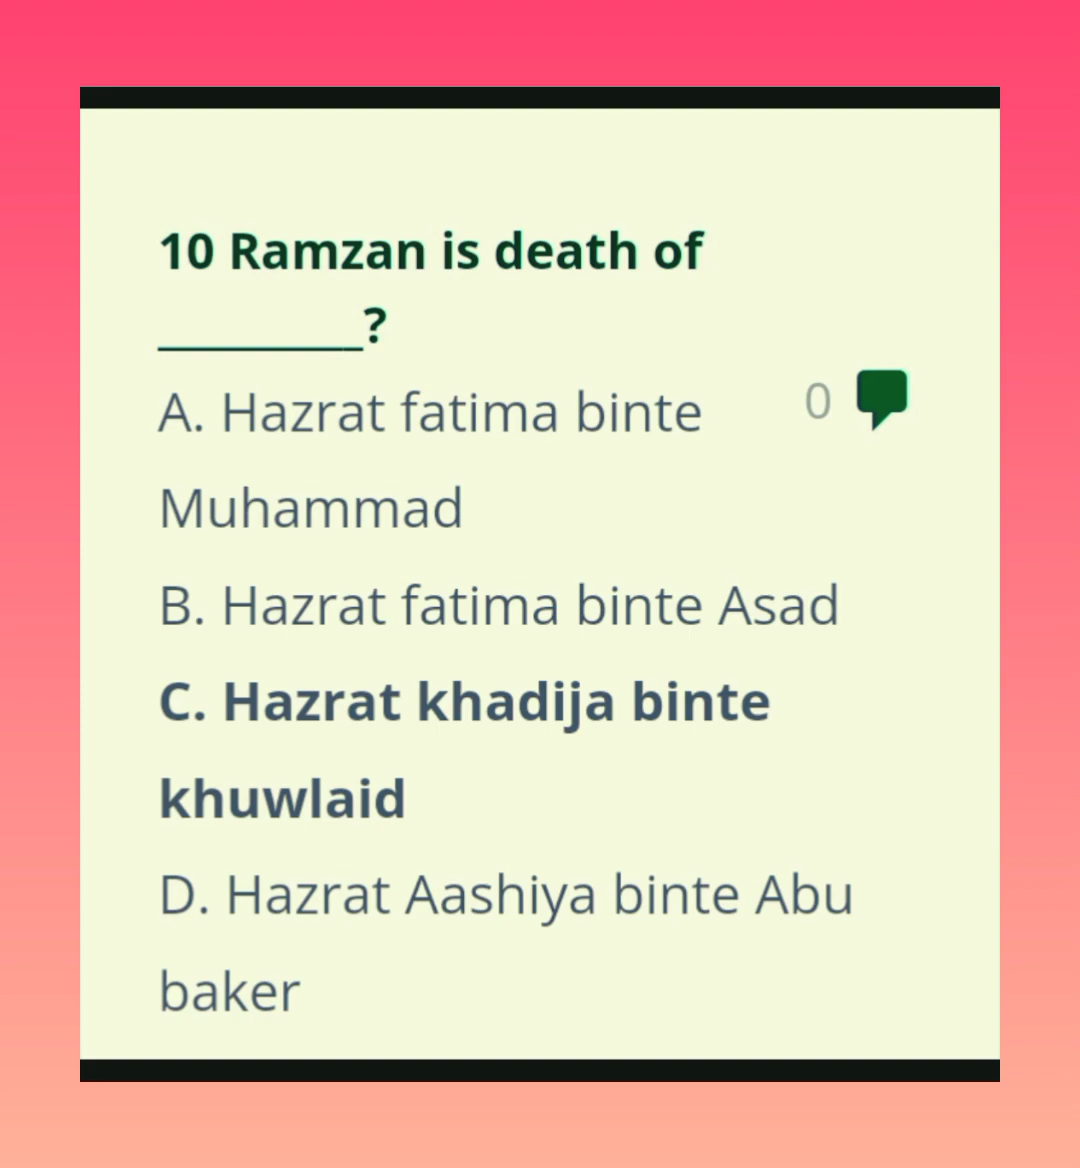 10 Ramzan is death of
_________?
A. Hazrat fatima binte
0
Muhammad
B. Hazrat fatima binte Asad
C. Hazrat khadija binte
khuwlaid
D. Hazrat Aashiya binte Abu
baker